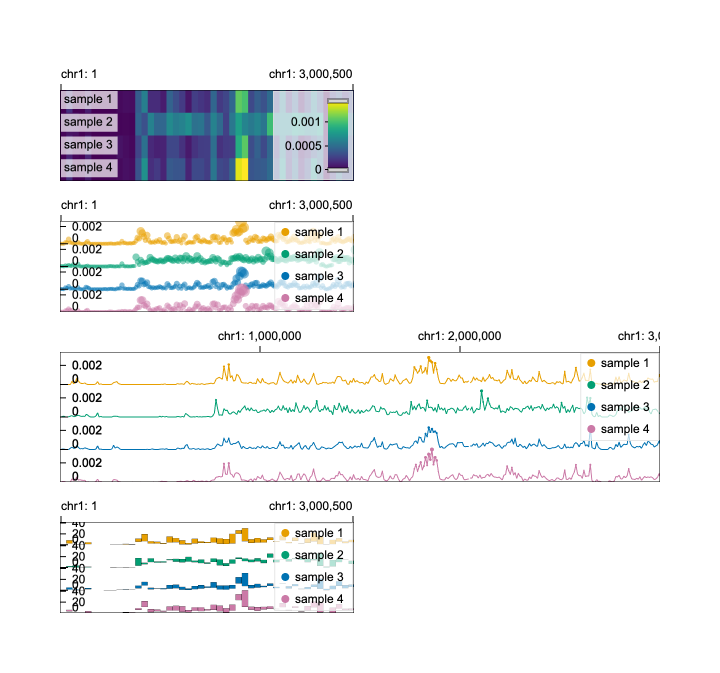 chr1: 1 chr1: 3,000,500
sample 1
sample 2 0.001
sample 3 0.0005
sample 4 0
chr1: 1 chr1: 3,000,500
0.002 sample 1
0
0.002 sample 2
0
0.002 sample 3
0
0.002 sample 4
0
chr1: 1,000,000 chr1: 2,000,000 chr1: 3,0
0.002 sample 1
0 sample 2
0.002
0 sample 3
0.002
0 sample 4
0.002
0
chr1: 1 chr1: 3,000,500
40
20 sample 1
40
20 sample 2
40
20 sample 3
40
20 sample 4
0